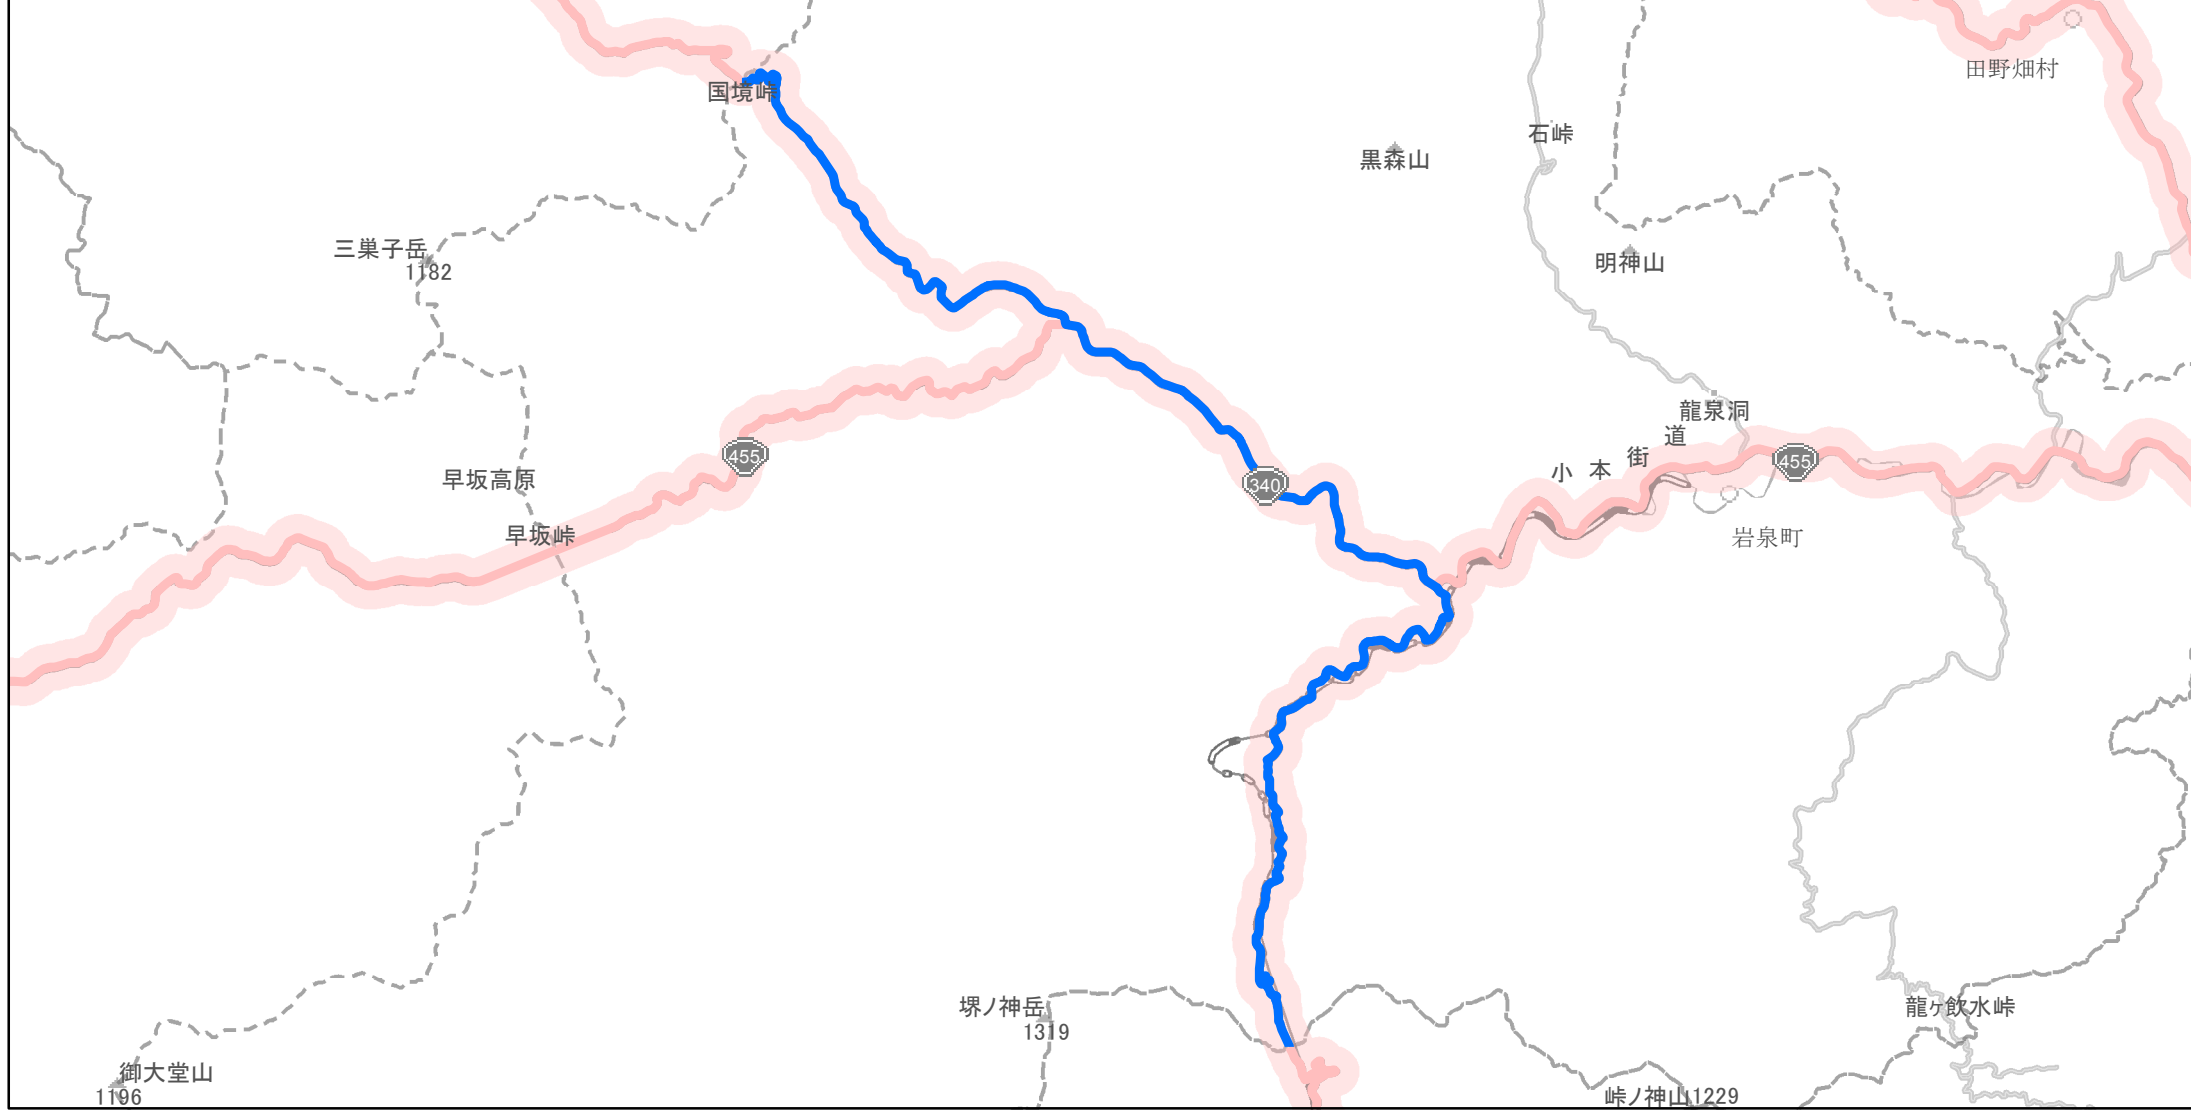 田野畑村
国境峠
石峠
黒森山
三巣子岳
1182
明神山
龍泉洞
小本街道
455
455
早坂高原
340
早坂峠
岩泉町
堺ノ神岳
1319
龍ヶ飲水峠
御大堂山
1196
峠ノ神山1229